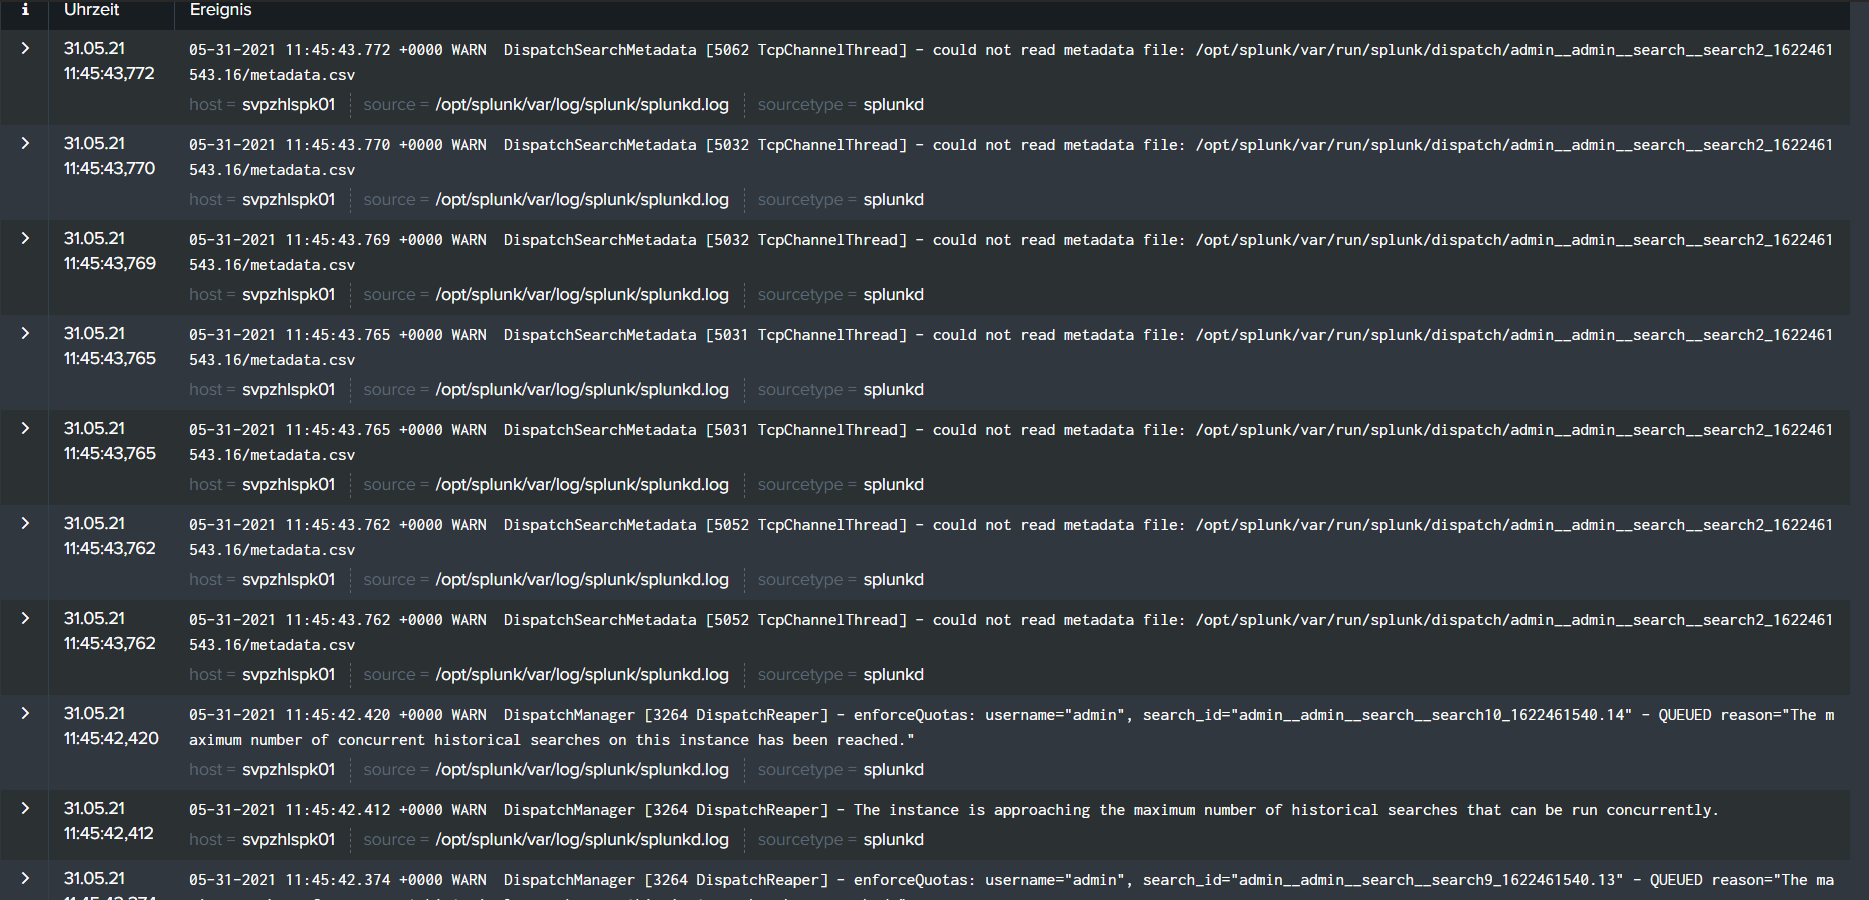 i Uhrzeit Ereignis
31.05.21 05-31-2021 11:45:43.772 +0000 WARN DispatchSearchMetadata [5062 TcpChannelThread] - could not read metadata file: /opt/splunk/var/run/splunk/dispatch/admin__admin__search__search2_1622461
11:45:43,772 543.16/metadata.csv
host = svpzhlspk01 source = /opt/splunk/var/log/splunk/splunkd.log sourcetype = splunkd
31.05.21 05-31-2021 11:45:43.770 +0000 WARN DispatchSearchMetadata [5032 TcpChannelThread] - could not read metadata file: /opt/splunk/var/run/splunk/dispatch/admin__admin__search__search2_1622461
11:45:43,770 543.16/metadata.csv
host = svpzhlspk01 source = /opt/splunk/var/log/splunk/splunkd.log sourcetype = splunkd
31.05.21 05-31-2021 11:45:43.769 +0000 WARN DispatchSearchMetadata [5032 TcpChannelThread] - could not read metadata file: /opt/splunk/var/run/splunk/dispatch/admin__admin__search__search2_1622461
11:45:43,769 543.16/metadata.csv
host = svpzhlspk01 source = /opt/splunk/var/log/splunk/splunkd.log sourcetype = splunkd
31.05.21 05-31-2021 11:45:43.765 +0000 WARN DispatchSearchMetadata [5031 TcpChannelThread] - could not read metadata file: /opt/splunk/var/run/splunk/dispatch/admin__admin__search__search2_1622461
11:45:43,765 543.16/metadata.csv
host = svpzhlspk01 source = /opt/splunk/var/log/splunk/splunkd.log sourcetype = splunkd
31.05.21 05-31-2021 11:45:43.765 +0000 WARN DispatchSearchMetadata [5031 TcpChannelThread] - could not read metadata file: /opt/splunk/var/run/splunk/dispatch/admin__admin__search__search2_1622461
11:45:43,765 543.16/metadata.csv
host = svpzhlspk01 source = /opt/splunk/var/log/splunk/splunkd.log sourcetype = splunkd
31.05.21 05-31-2021 11:45:43.762 +0000 WARN DispatchSearchMetadata [5052 TcpChannelThread] - could not read metadata file: /opt/splunk/var/run/splunk/dispatch/admin__admin__search__search2_1622461
11:45:43,762 543.16/metadata.csv
host = svpzhlspk01 source = /opt/splunk/var/log/splunk/splunkd.log sourcetype = splunkd
31.05.21 05-31-2021 11:45:43.762 +0000 WARN DispatchSearchMetadata [5052 TcpChannelThread] - could not read metadata file: /opt/splunk/var/run/splunk/dispatch/admin__admin__search__search2_1622461
11:45:43,762 543.16/metadata.csv
host = svpzhlspk01 source = /opt/splunk/var/log/splunk/splunkd.log sourcetype = splunkd
31.05.21 05-31-2021 11:45:42.420 +0000 WARN DispatchManager [3264 DispatchReaper] - enforceQuotas: username="admin", search_id="admin__admin__search__search10_1622461540.14" - QUEUED reason="The m
11:45:42,420 aximum number of concurrent historical searches on this instance has been reached."
host = svpzhlspk01 source = /opt/splunk/var/log/splunk/splunkd.log sourcetype = splunkd
31.05.21 05-31-2021 11:45:42.412 +0000 WARN DispatchManager [3264 DispatchReaper] - The instance is approaching the maximum number of historical searches that can be run concurrently.
11:45:42,412 host = svpzhlspk01 source = /opt/splunk/var/log/splunk/splunkd.log sourcetype = splunkd
31.05.21 05-31-2021 11:45:42.374 +0000 WARN DispatchManager [3264 DispatchReaper] - enforceQuotas: username="admin", search_id="admin__admin__search__search9_1622461540.13" - QUEUED reason="The ma